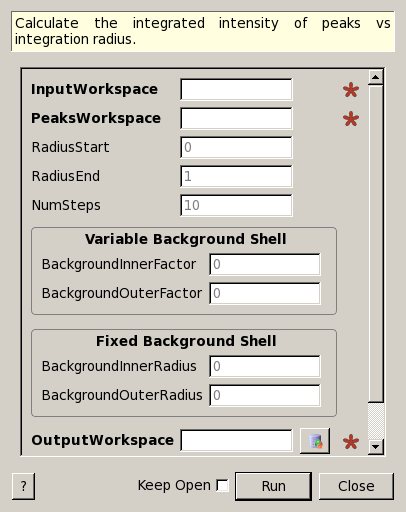 Calculate the integrated intensity of peaks vs
integration radius.
InputWorkspace
PeaksWorkspace
RadiusStart 0
RadiusEnd 1
NumSteps 10
Variable Background Shell
BackgroundInnerFactor 0
BackgroundOuterFactor 0
Fixed Background Shell
BackgroundInnerRadius 0
BackgroundOuterRadius 0
OutputWorkspace
? Keep Open Run Close